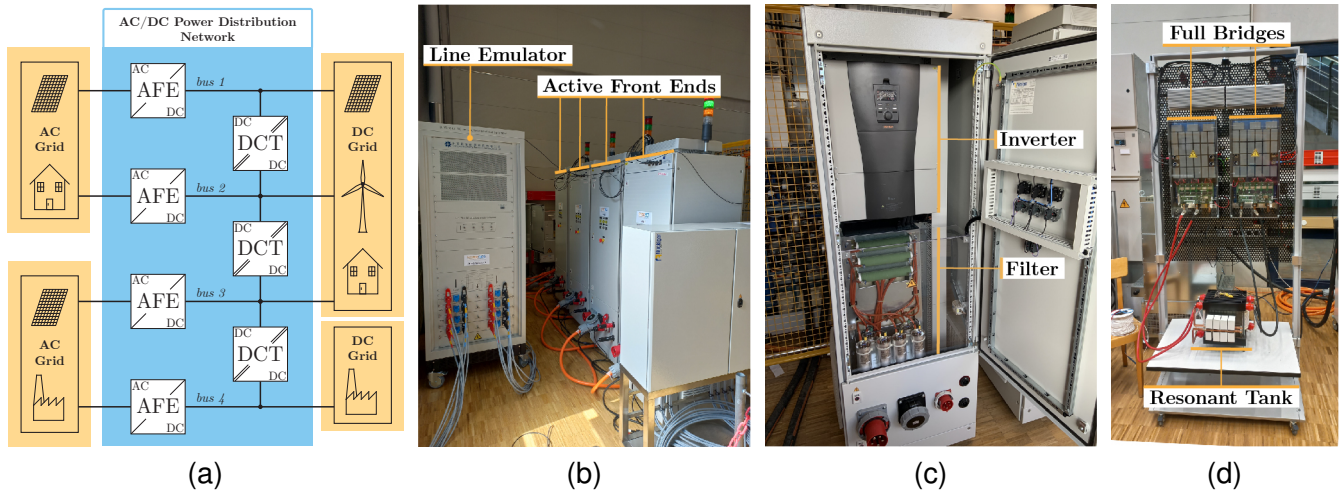 AC/DC Power Distribution
Network
AC
AFE
DC
bus 1
AC
Grid
DC
DCT
DC
DC
Grid
AC
AFE
DC
bus 2
DC
DCT
DC
AC
AFE
DC
bus 3
AC
Grid
DC
DCT
DC
DC
Grid
AC
AFE
DC
bus 4
(a)
Line Emulator
Active Front Ends
(b)
Inverter
Filter
(c)
Full Bridges
Resonant Tank
(d)